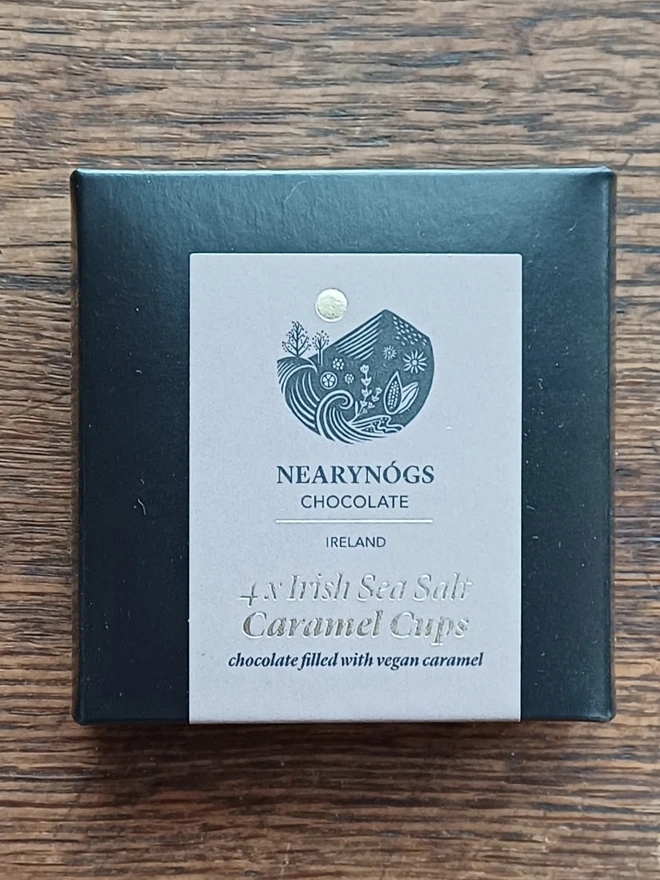 NEARYNÓGS
CHOCOLATE
IRELAND
4 x Irish Sea Salt
Caramel Cups
chocolate filled with vegan caramel